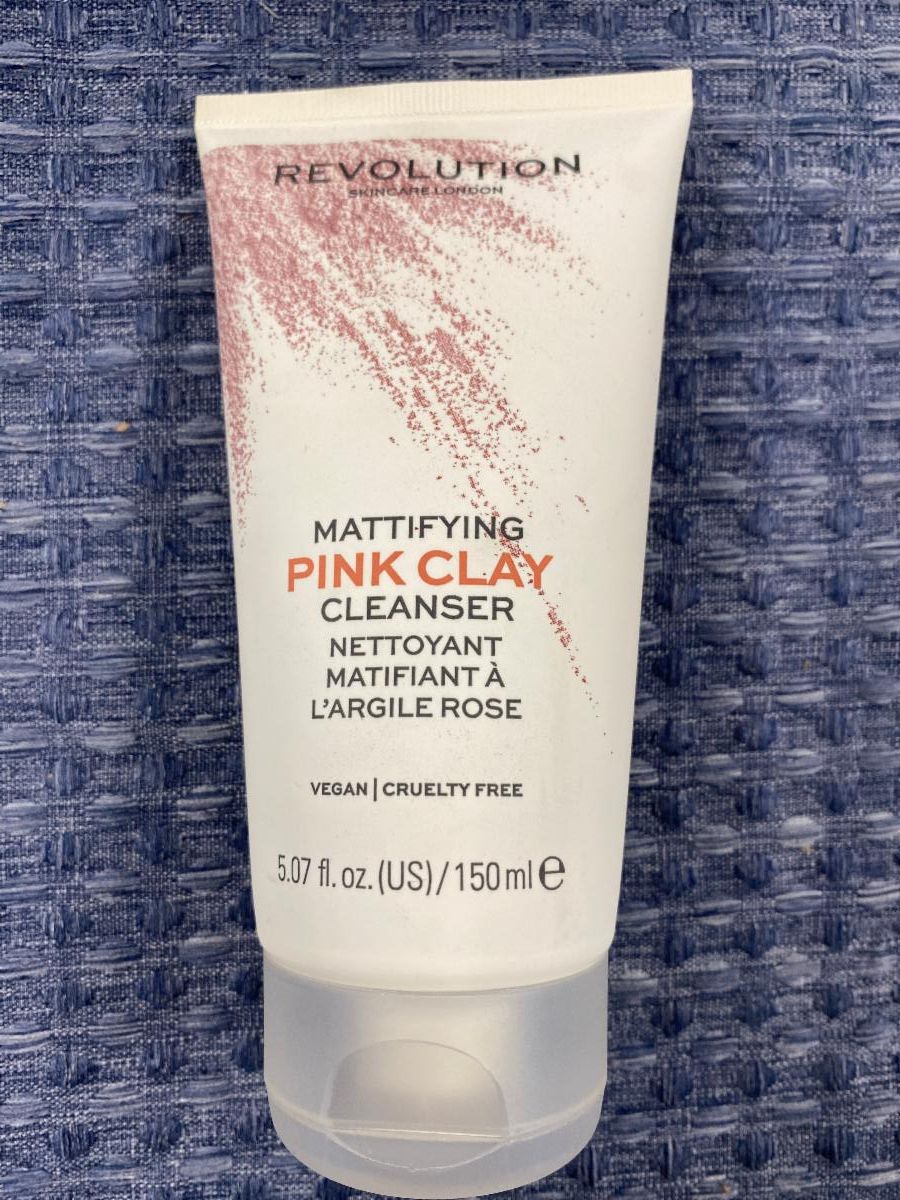 REVOLUTION
SKINCARE LONDON
MATTIFYING
PINK CLAY
CLEANSER
NETTOYANT
MATIFIANT À
L'ARGILE ROSE
VEGAN | CRUELTY FREE
5.07 fl. oz. (US) / 150 ml ℮